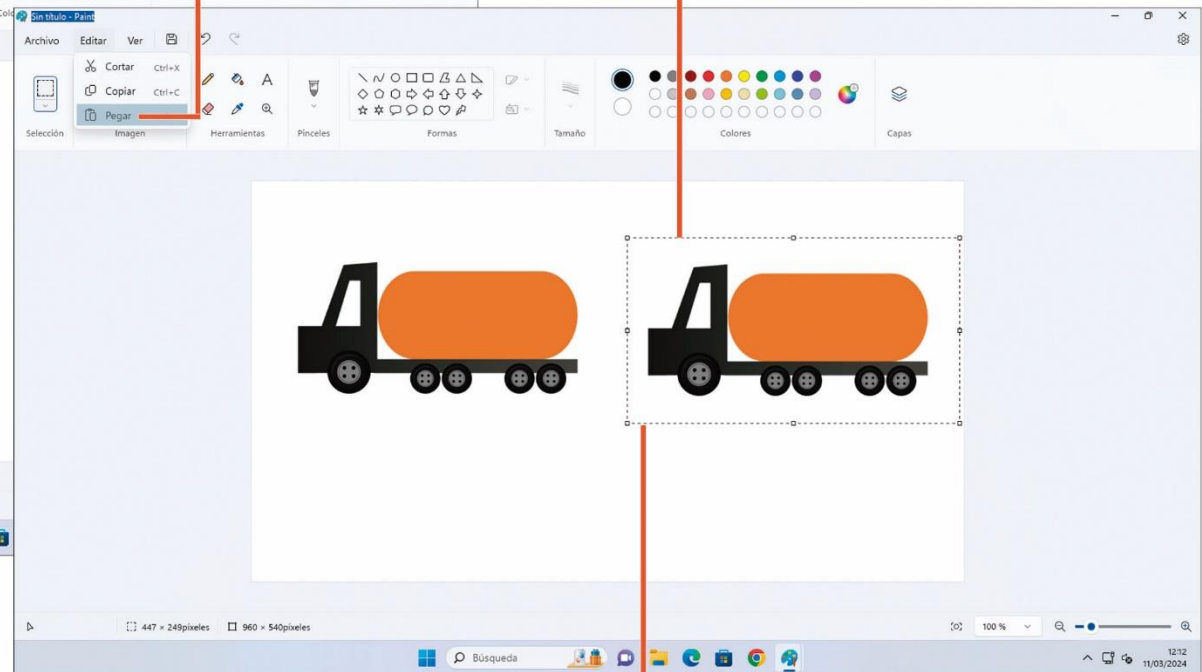 Sin título - Paint
Archivo Editar Ver
Cortar Ctrl+X
Copiar Ctrl+C
Pegar
A
Selección Imagen Herramientas Pinceles Formas Tamaño Colores Capas
447 × 249píxeles 960 × 540píxeles 100 %
Búsqueda
12:12
11/03/2024